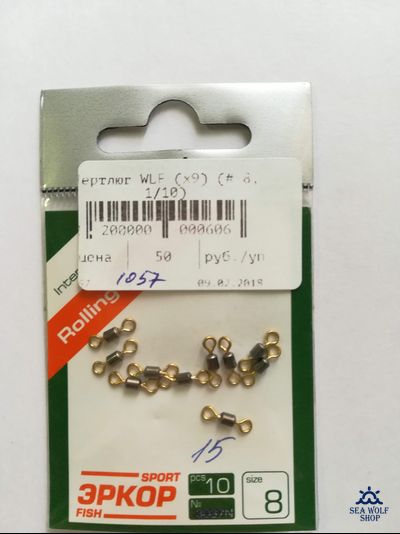 ертлюг WLF (x9) (# 8,
1/10)
200000 000606
цена 50 руб./уп
1057 09.02.2018
Rolling
15
SPORT
ЭРКОР
FISH
pcs 10
№
size 8
SEA WOLF
SHOP